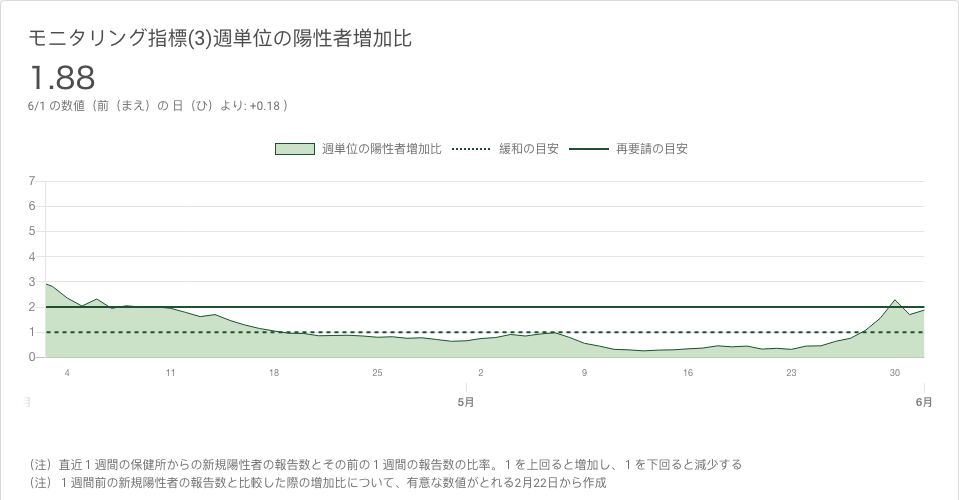 モニタリング指標(3)週単位の陽性者増加比
1.88
6/1 の数値（前（まえ）の 日（ひ）より: +0.18 ）
週単位の陽性者増加比 緩和の目安 再要請の目安
7
6
5
4
3
2
1
0
4 11 18 25 2 9 16 23 30
5月 6月
（注）直近１週間の保健所からの新規陽性者の報告数とその前の１週間の報告数の比率。１を上回ると増加し、１を下回ると減少する
（注）１週間前の新規陽性者の報告数と比較した際の増加比について、有意な数値がとれる2月22日から作成